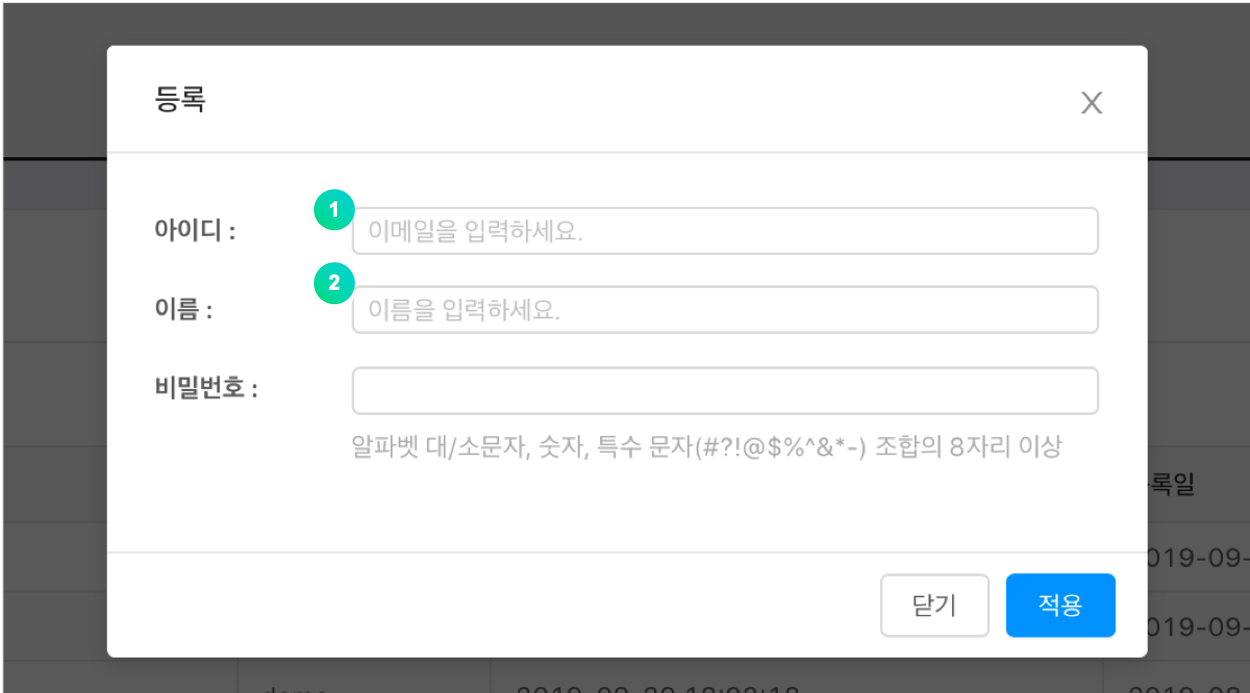 등록
X
1
아이디 :
이메일을 입력하세요.
2
이름 :
이름을 입력하세요.
비밀번호 :
알파벳 대/소문자, 숫자, 특수 문자(#?!@$%^&*-) 조합의 8자리 이상
록일
019-09-
닫기
적용
019-09-